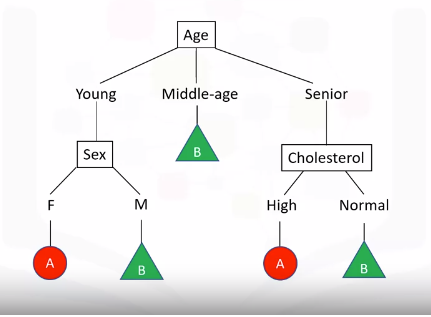 Age
Young Middle-age Senior
B
Sex Cholesterol
F M High Normal
A B A B